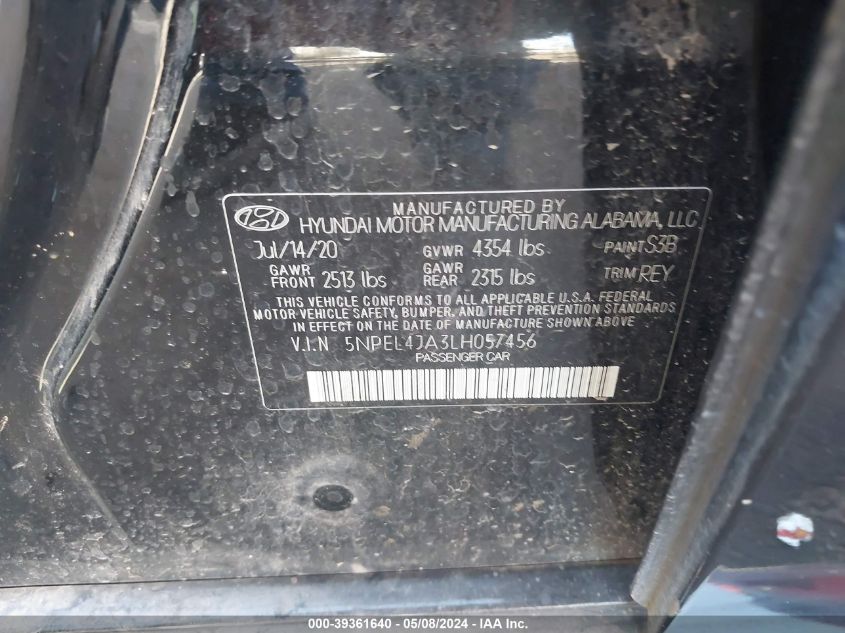 MANUFACTURED BY
HYUNDAI MOTOR MANUFACTURING ALABAMA, LLC
Jul/14/20 GVWR 4354 lbs PAINT S3B
GAWR FRONT 2513 lbs GAWR REAR 2315 lbs TRIM REY
THIS VEHICLE CONFORMS TO ALL APPLICABLE U.S.A. FEDERAL
MOTOR VEHICLE SAFETY, BUMPER, AND THEFT PREVENTION STANDARDS
IN EFFECT ON THE DATE OF MANUFACTURE SHOWN ABOVE
V.I.N 5NPEL4JA3LH057456
PASSENGER CAR
000-39361640 - 05/08/2024 - IAA Inc.